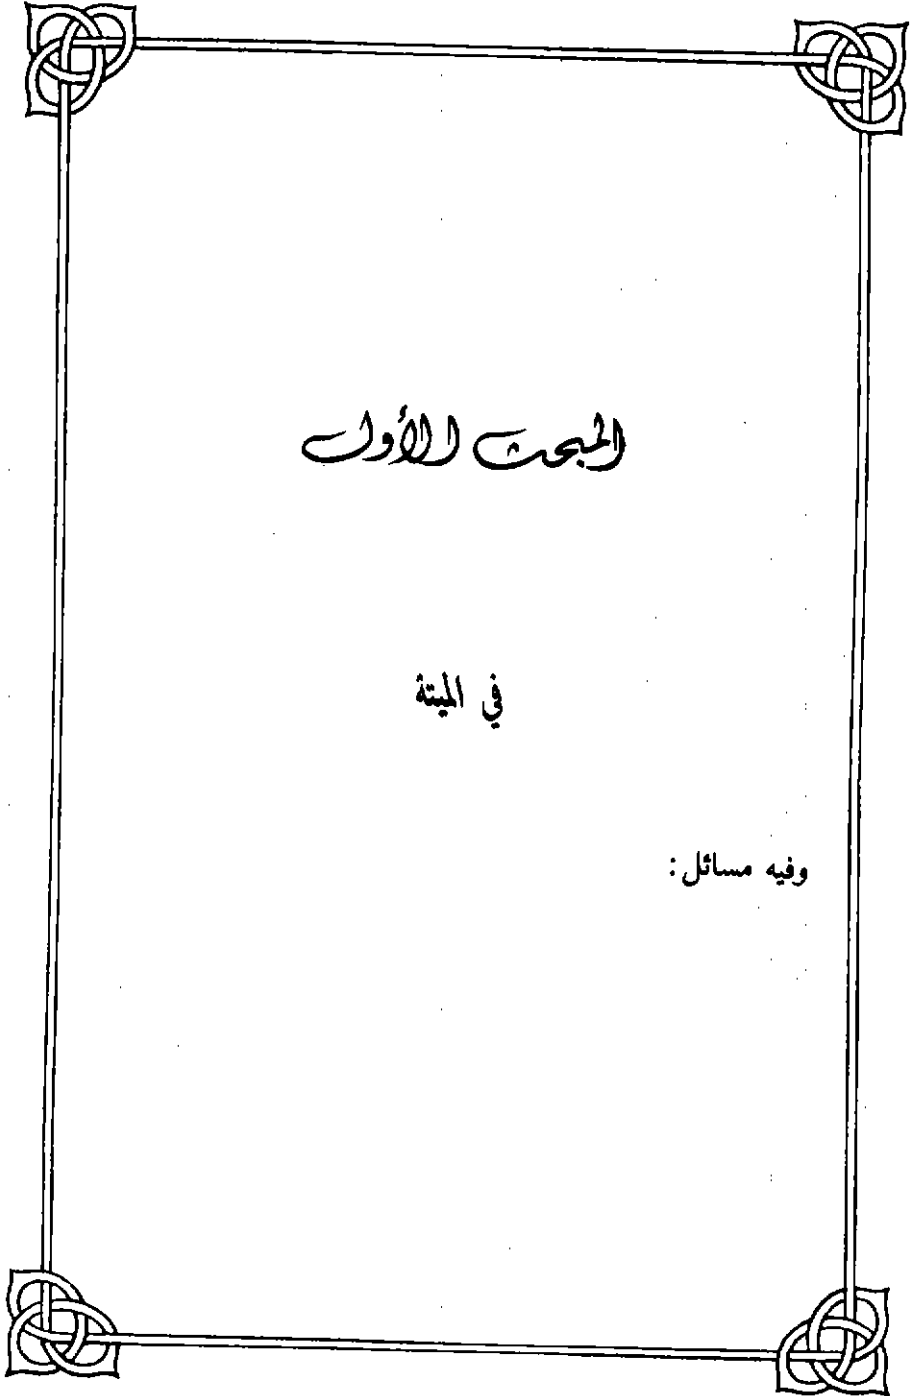 المبحث الأول
في الميتة
وفيه مسائل: